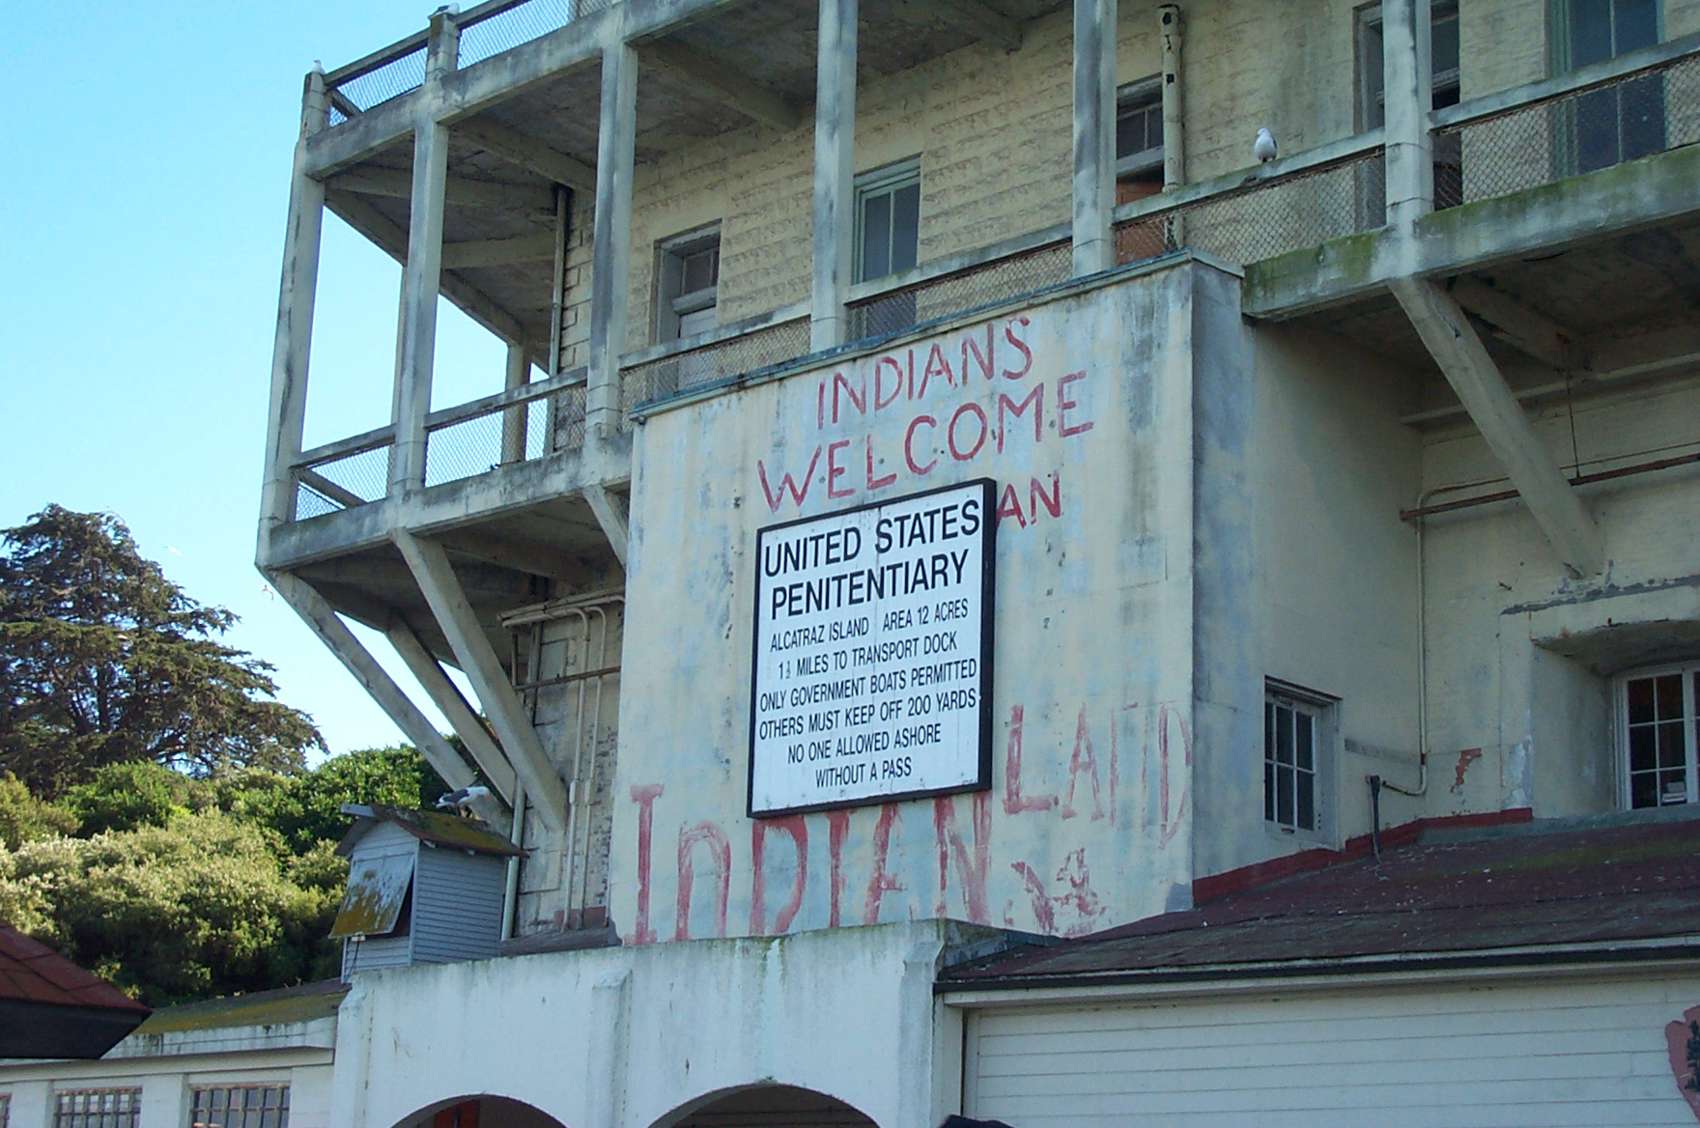 INDIANS
WELCOME
AN
UNITED STATES
PENITENTIARY
ALCATRAZ ISLAND AREA 12 ACRES
1½ MILES TO TRANSPORT DOCK
ONLY GOVERNMENT BOATS PERMITTED
OTHERS MUST KEEP OFF 200 YARDS
NO ONE ALLOWED ASHORE
WITHOUT A PASS
INDIAN LAND